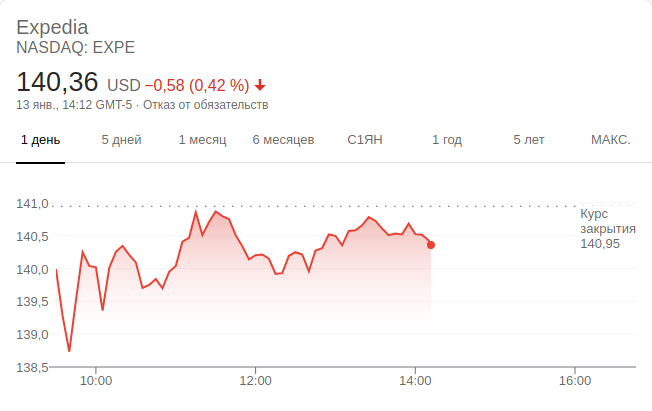 Expedia
NASDAQ: EXPE
140,36 USD −0,58 (0,42 %)
13 янв., 14:12 GMT-5 · Отказ от обязательств
1 день 5 дней 1 месяц 6 месяцев С1ЯН 1 год 5 лет МАКС.
141,0
140,5
140,0
139,5
139,0
138,5
Курс
закрытия
140,95
10:00 12:00 14:00 16:00